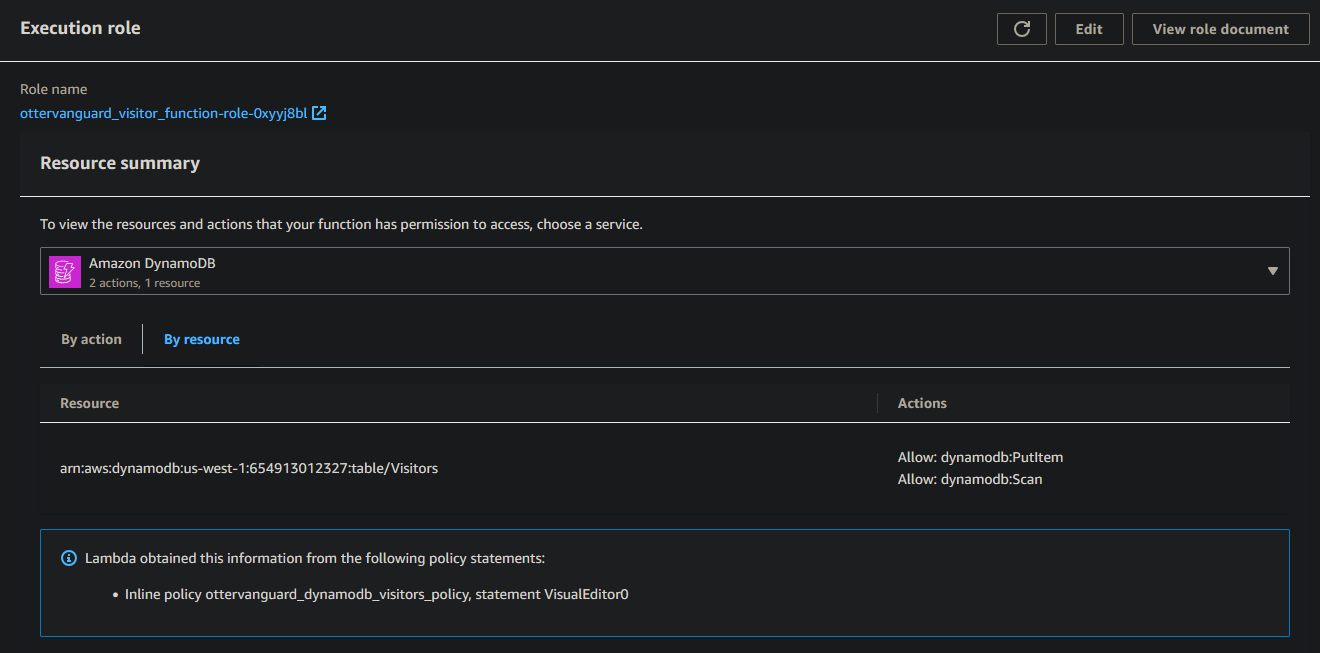 Execution role
Edit
View role document
Role name
ottervanguard_visitor_function-role-0xyyj8bl
Resource summary
To view the resources and actions that your function has permission to access, choose a service.
Amazon DynamoDB
2 actions, 1 resource
By action
By resource
Resource
Actions
arn:aws:dynamodb:us-west-1:654913012327:table/Visitors
Allow: dynamodb:PutItem
Allow: dynamodb:Scan
Lambda obtained this information from the following policy statements:
• Inline policy ottervanguard_dynamodb_visitors_policy, statement VisualEditor0